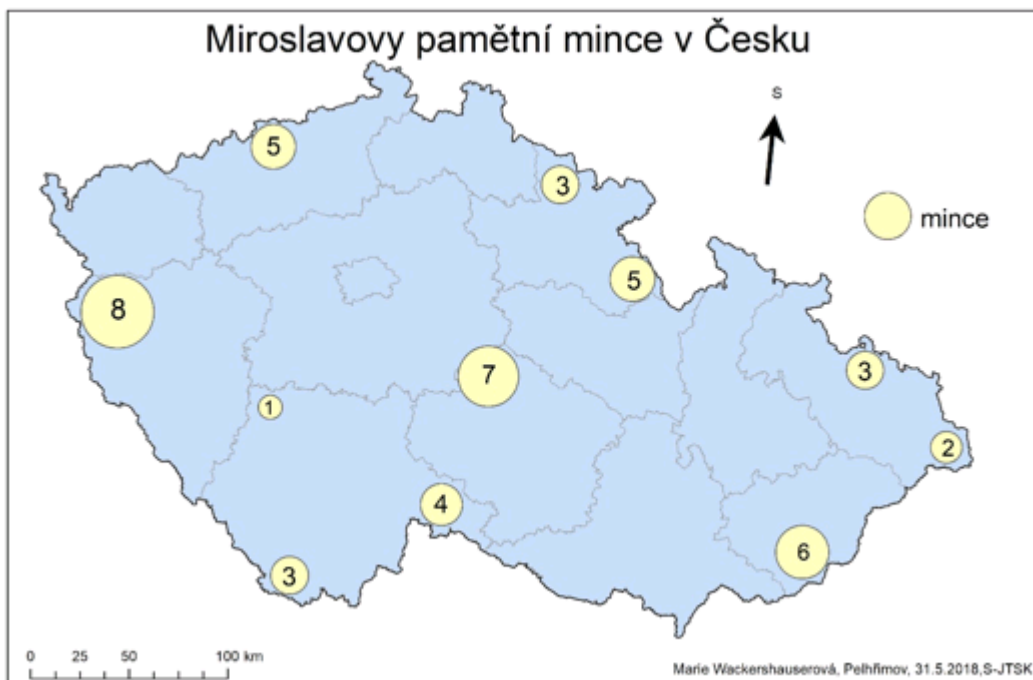 Miroslavovy pamětní mince v Česku
S
5
3
mince
5
8
7
3
1
2
4
6
3
0 25 50 100 km
Marie Wackershauserová, Pelhřimov, 31.5.2018,S-JTSK